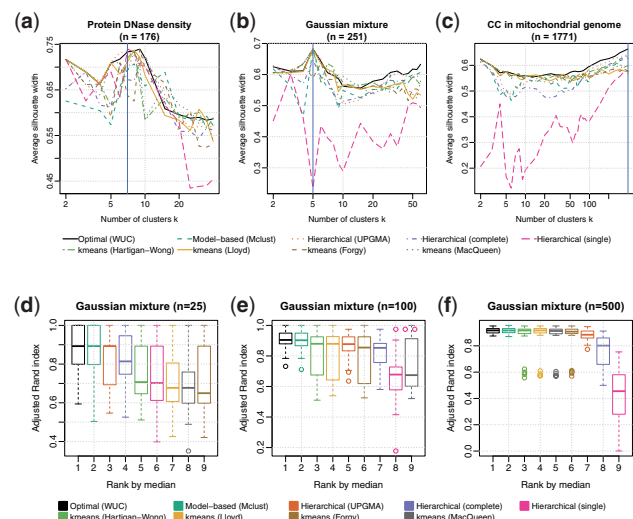 (a) Protein DNase density
(n = 176)
Average silhouette width
0.75
0.65
0.55
0.45
2 5 10 20
Number of clusters k
(b) Gaussian mixture
(n = 251)
Average silhouette width
0.7
0.6
0.5
0.4
0.3
2 5 10 20 50
Number of clusters k
(c) CC in mitochondrial genome
(n = 1771)
Average silhouette width
0.6
0.4
0.2
2 5 10 20 50 100
Number of clusters k
Optimal (WUC) Model-based (Mclust) Hierarchical (UPGMA) Hierarchical (complete) Hierarchical (single)
kmeans (Hartigan-Wong) kmeans (Lloyd) kmeans (Forgy) kmeans (MacQueen)
(d) Gaussian mixture (n=25)
Adjusted Rand index
1.0
0.8
0.6
0.4
1 2 3 4 5 6 7 8 9
Rank by median
(e) Gaussian mixture (n=100)
Adjusted Rand index
1.0
0.8
0.6
0.4
0.2
1 2 3 4 5 6 7 8 9
Rank by median
(f) Gaussian mixture (n=500)
Adjusted Rand index
0.8
0.6
0.4
0.2
0.0
1 2 3 4 5 6 7 8 9
Rank by median
Optimal (WUC) Model-based (Mclust) Hierarchical (UPGMA) Hierarchical (complete) Hierarchical (single)
kmeans (Hartigan-Wong) kmeans (Lloyd) kmeans (Forgy) kmeans (MacQueen)